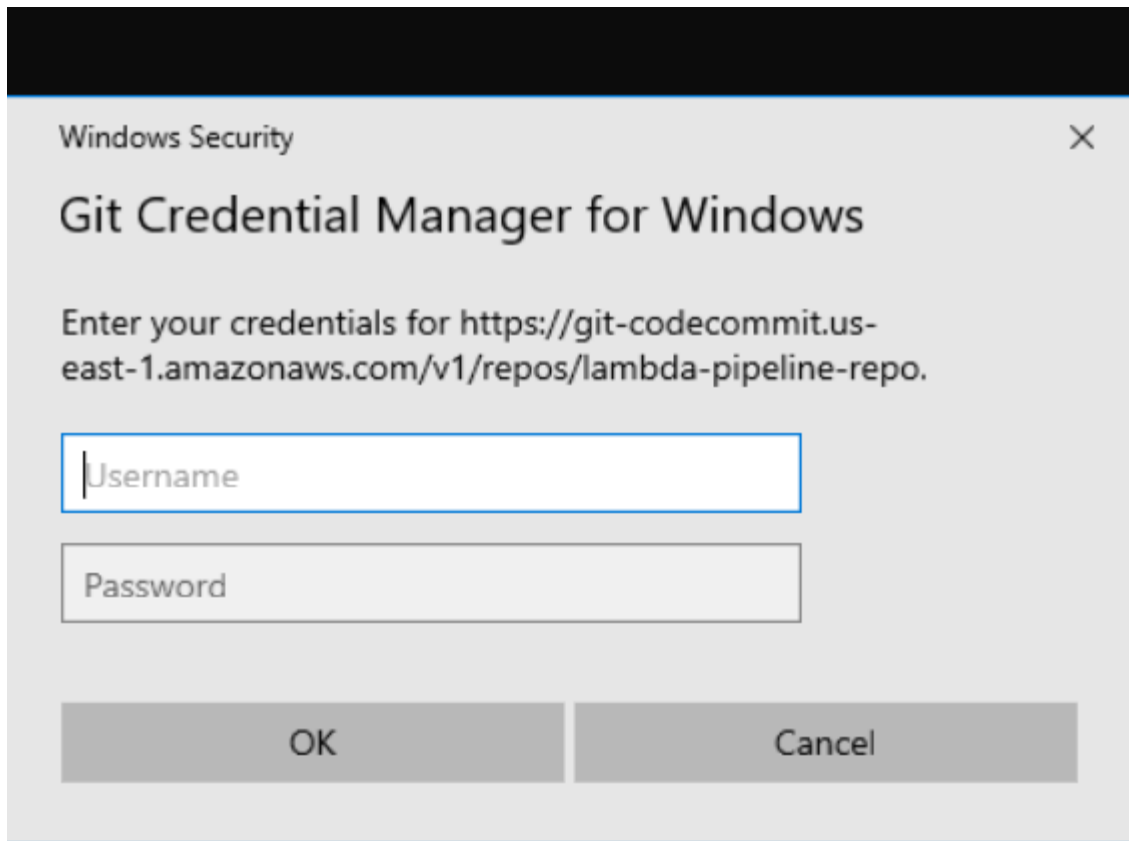 Windows Security
Git Credential Manager for Windows
Enter your credentials for https://git-codecommit.us-
east-1.amazonaws.com/v1/repos/lambda-pipeline-repo.
Username
Password
OK
Cancel